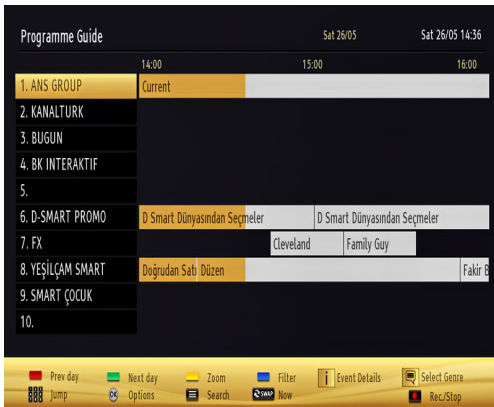 Programme Guide Sat 26/05 Sat 26/05 14:36
14:00 15:00 16:00
1. ANS GROUP Current
2. KANALTURK
3. BUGUN
4. BK INTERAKTIF
5.
6. D-SMART PROMO D Smart Dünyasından Seçmeler D Smart Dünyasından Seçmeler
7. FX Cleveland Family Guy
8. YEŞİLÇAM SMART Doğrudan Satı Düzen Fakir B
9. SMART ÇOCUK
10.
Prev day Next day Zoom Filter i Event Details Select Genre
Jump OK Options Search SWAP Now Rec./Stop